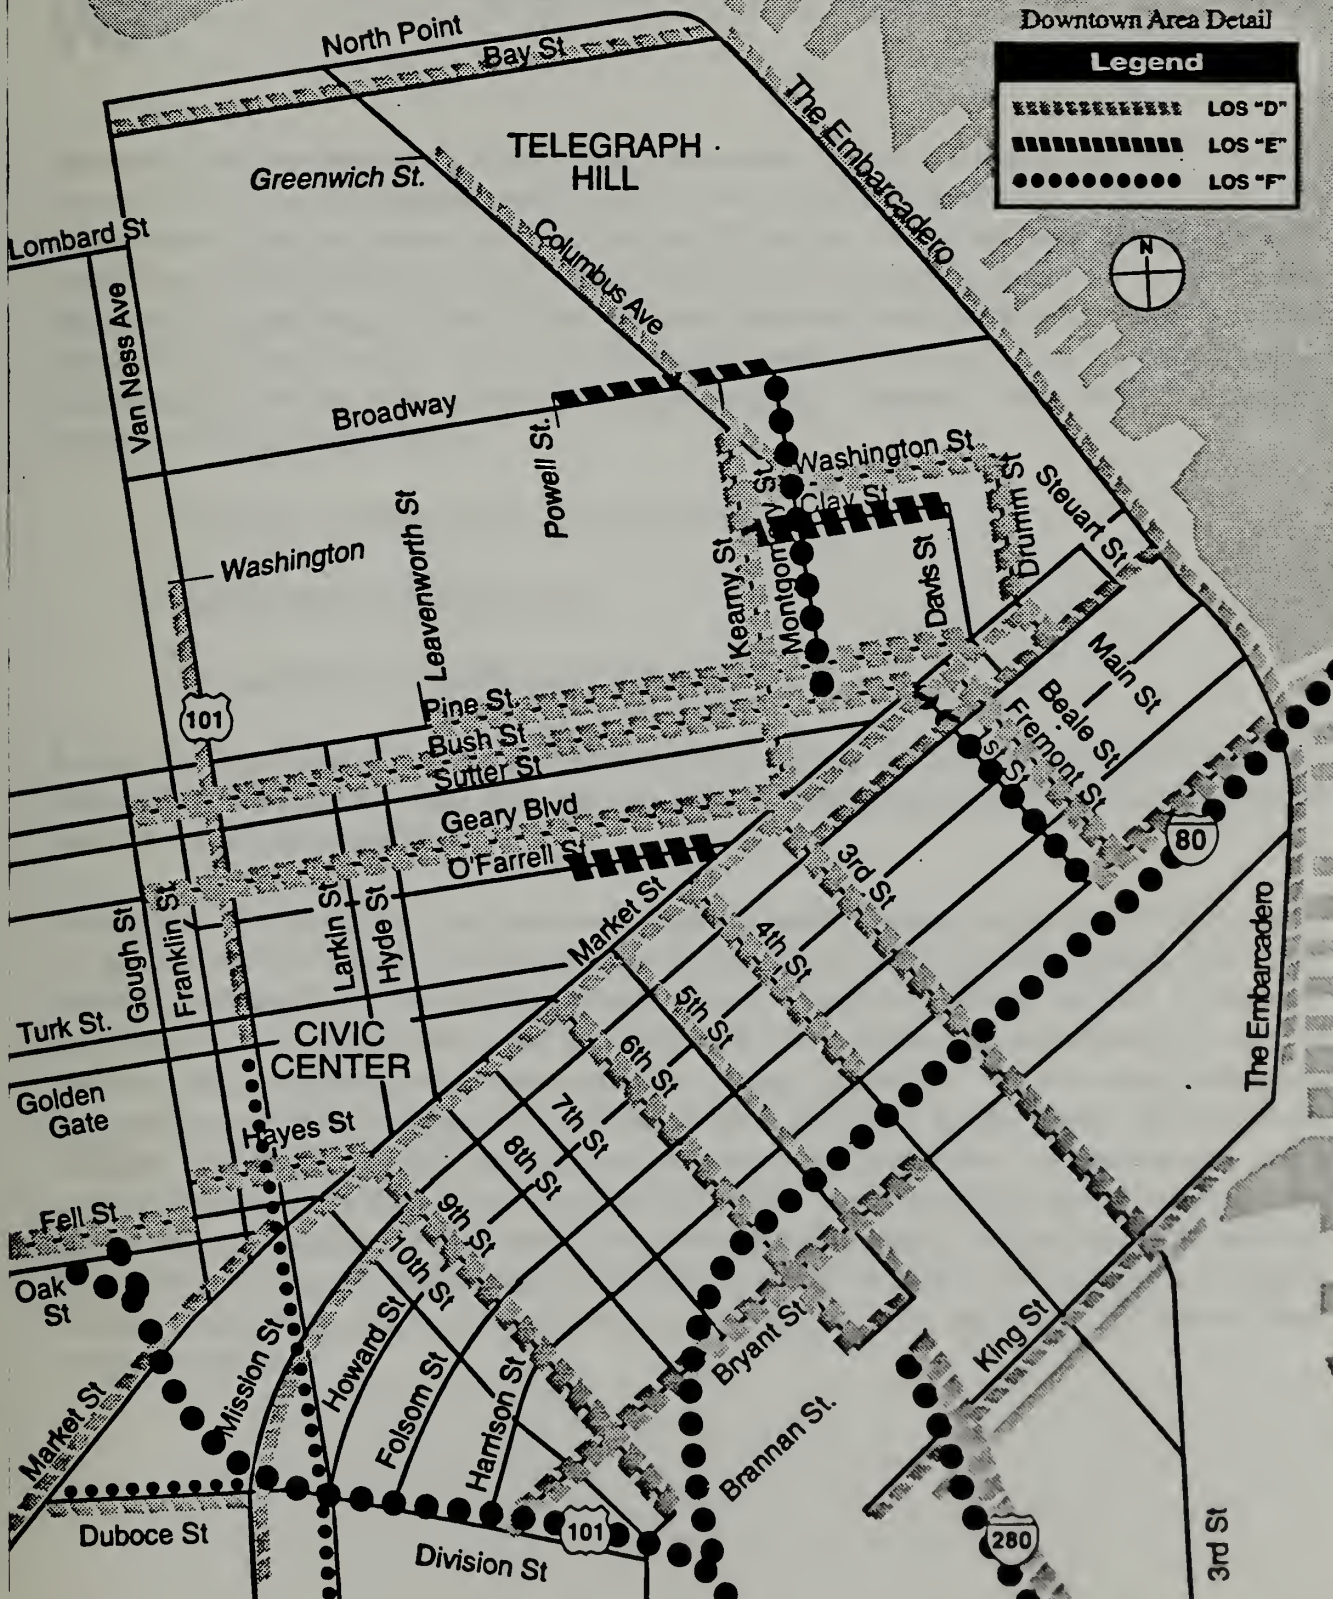 Downtown Area Detail
Legend
LOS "D"
LOS "E"
LOS "F"
N
North Point
Bay St
The Embarcadero
TELEGRAPH
HILL
Greenwich St.
Lombard St
Columbus Ave
Van Ness Ave
Broadway
Powell St.
Washington St
Clay St
Drumm St
Steuart St
Leavenworth St
Washington
Kearny St
Montgomery St.
Davis St
Main St
Beale St
Fremont St
1st St
101
Pine St.
Bush St
Sutter St
Geary Blvd
O'Farrell St
80
3rd St
4th St
Market St
Gough St
Franklin St
Larkin St
Hyde St
The Embarcadero
5th St
6th St
Turk St.
CIVIC
CENTER
Golden
Gate
7th St
8th St
Hayes St
Fell St
9th St
10th St
Oak
St
Mission St
Howard St
Folsom St
Harrison St
Bryant St
King St
Market St
Brannan St.
Duboce St
101
Division St
280
3rd St